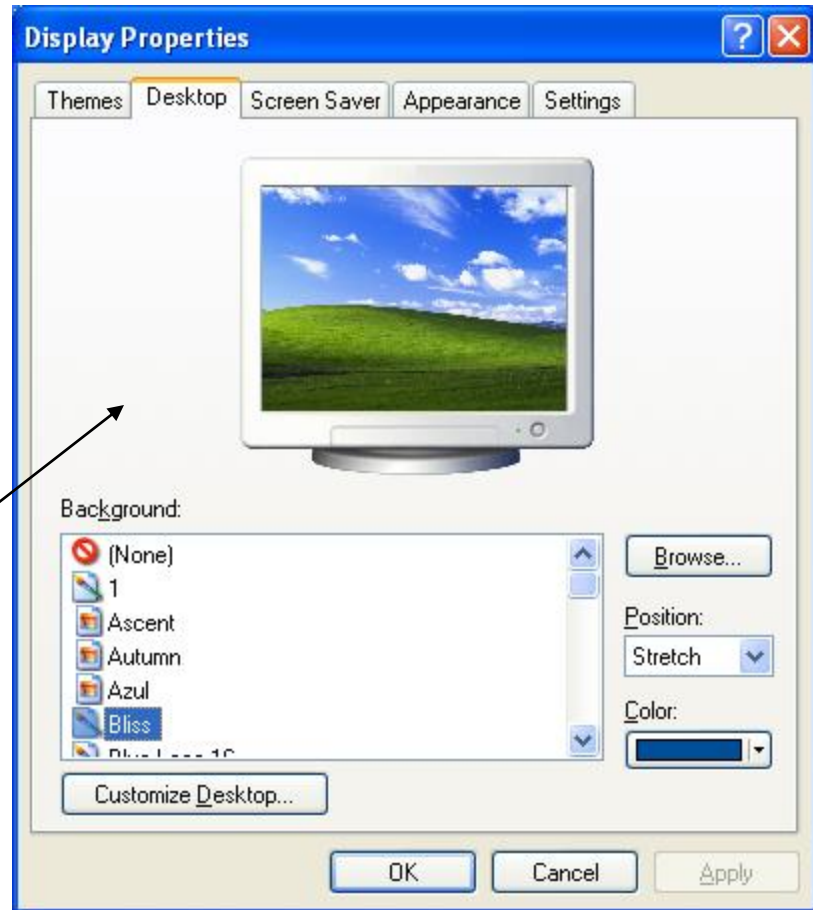 Display Properties
Themes Desktop Screen Saver Appearance Settings
Background:
(None)
1
Ascent
Autumn
Azul
Bliss
Browse...
Position:
Stretch
Color:
Customize Desktop...
OK Cancel Apply